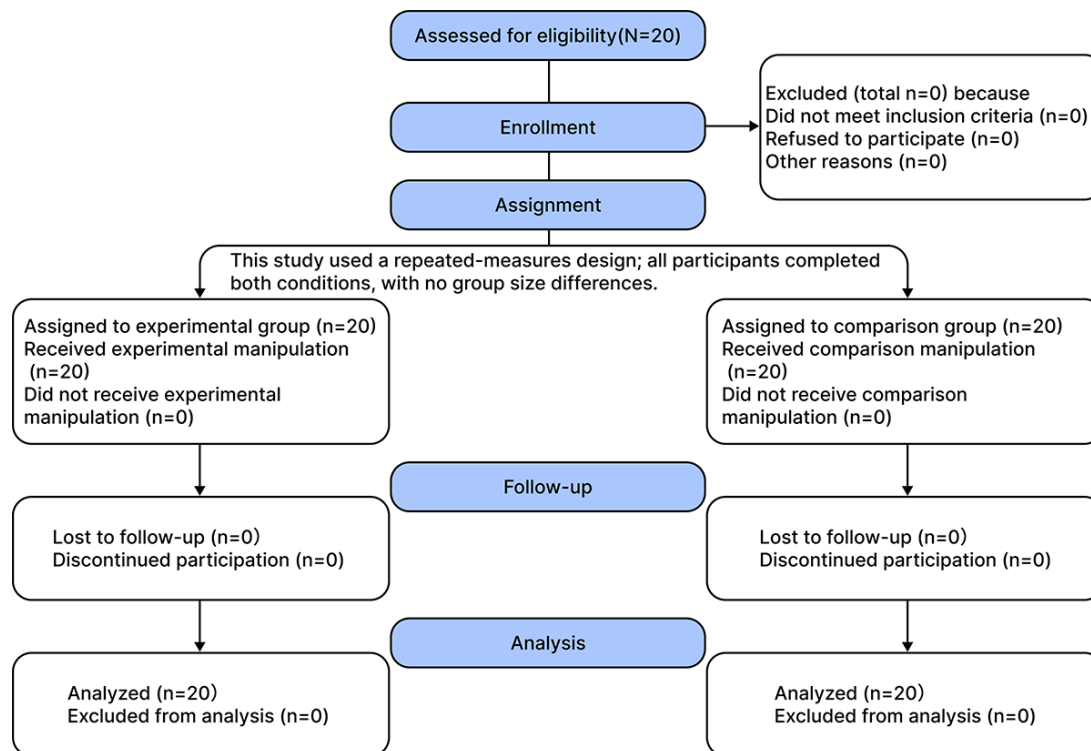 Assessed for eligibility(N=20)
Excluded (total n=0) because
Did not meet inclusion criteria (n=0)
Refused to participate (n=0)
Other reasons (n=0)
Enrollment
Assignment
This study used a repeated-measures design; all participants completed
both conditions, with no group size differences.
Assigned to experimental group (n=20)
Received experimental manipulation
(n=20)
Did not receive experimental
manipulation (n=0)
Assigned to comparison group (n=20)
Received comparison manipulation
(n=20)
Did not receive comparison
manipulation (n=0)
Follow-up
Lost to follow-up (n=0)
Discontinued participation (n=0)
Lost to follow-up (n=0)
Discontinued participation (n=0)
Analysis
Analyzed (n=20)
Excluded from analysis (n=0)
Analyzed (n=20)
Excluded from analysis (n=0)